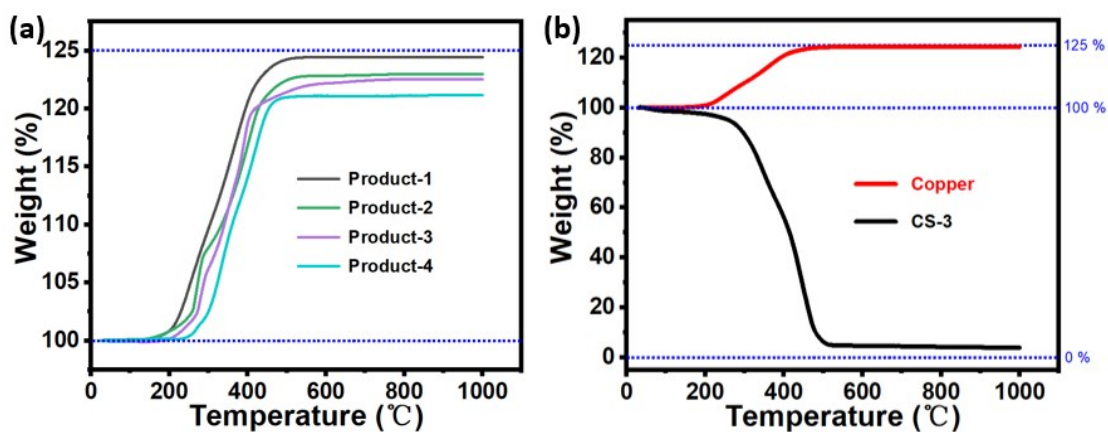 (a)
125
120
115
110
105
100
Weight (%)
Product-1
Product-2
Product-3
Product-4
0 200 400 600 800 1000
Temperature (℃)
(b)
120
100
80
60
40
20
0
Weight (%)
125 %
100 %
0 %
Copper
CS-3
0 200 400 600 800 1000
Temperature (℃)